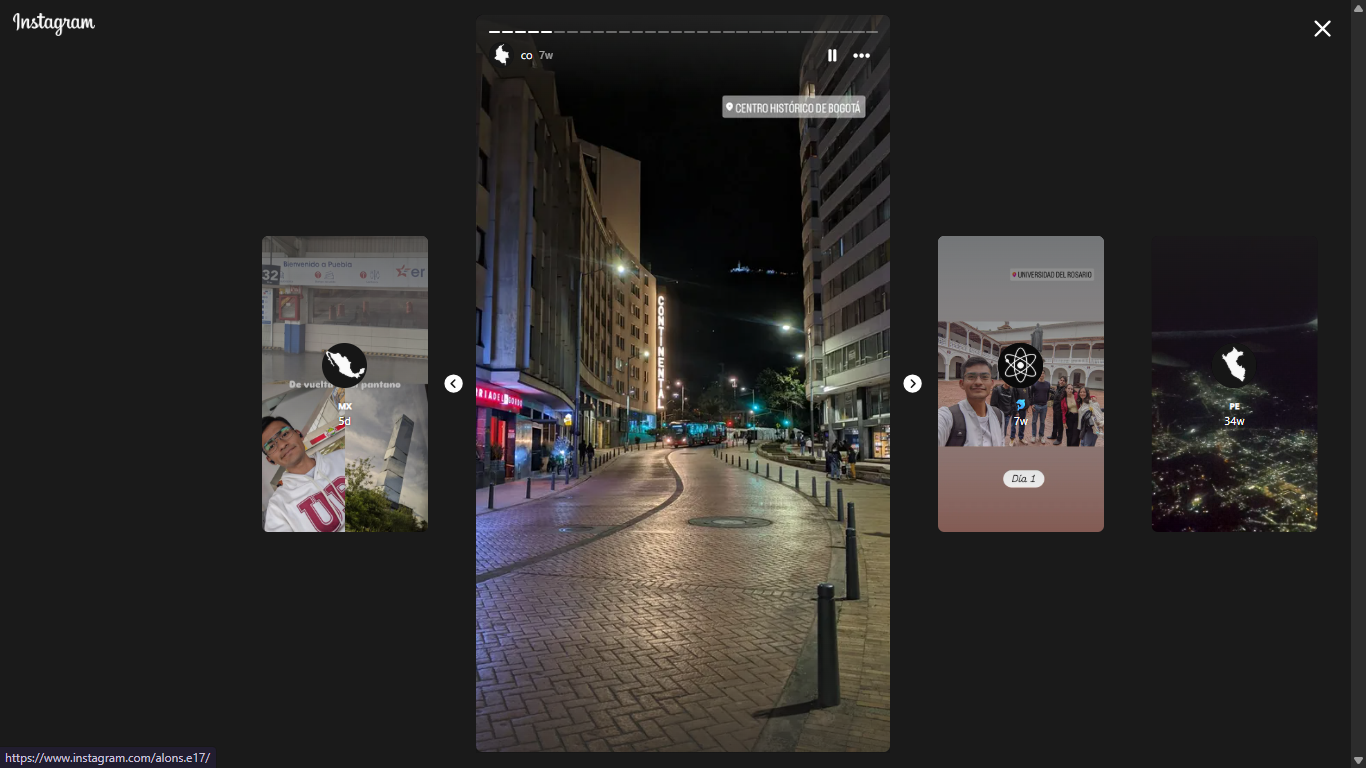 Instagram
co 7w
CENTRO HISTÓRICO DE BOGOTÁ
CONTINENTAL
32
Bienvenido a Puebla
er
De vuelta pantano
MX
5d
UNIVERSIDAD DEL ROSARIO
7w
Día 1
PE
34w
https://www.instagram.com/alons.e17/